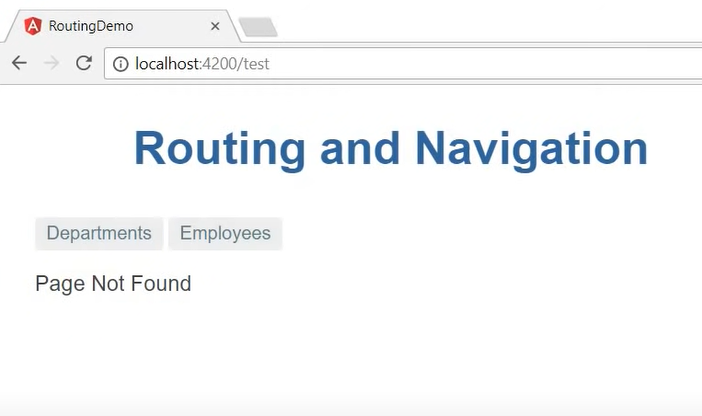 RoutingDemo
localhost:4200/test
Routing and Navigation
Departments Employees
Page Not Found